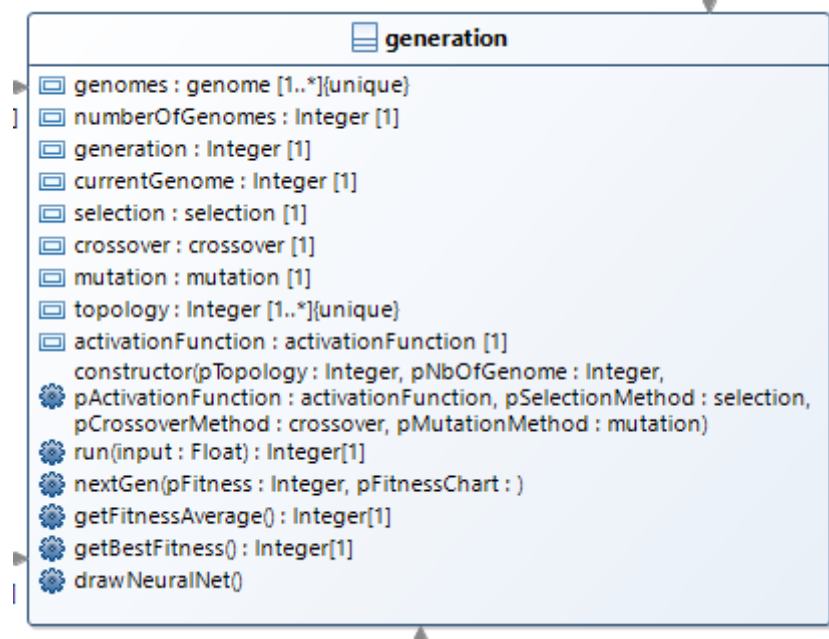 generation
genomes : genome [1..*]{unique}
]
numberOfGenomes : Integer [1]
generation : Integer [1]
currentGenome : Integer [1]
selection : selection [1]
crossover : crossover [1]
mutation : mutation [1]
topology : Integer [1..*]{unique}
activationFunction : activationFunction [1]
constructor(pTopology : Integer, pNbOfGenome : Integer,
pActivationFunction : activationFunction, pSelectionMethod : selection,
pCrossoverMethod : crossover, pMutationMethod : mutation)
run(input : Float) : Integer[1]
nextGen(pFitness : Integer, pFitnessChart : )
getFitnessAverage() : Integer[1]
getBestFitness() : Integer[1]
drawNeuralNet()
]